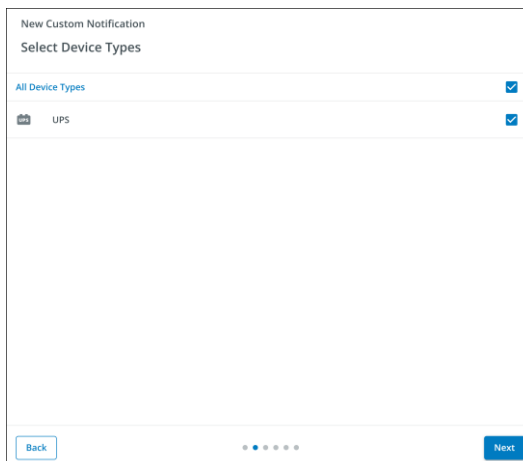 New Custom Notification
Select Device Types
All Device Types
UPS
UPS
Back
Next